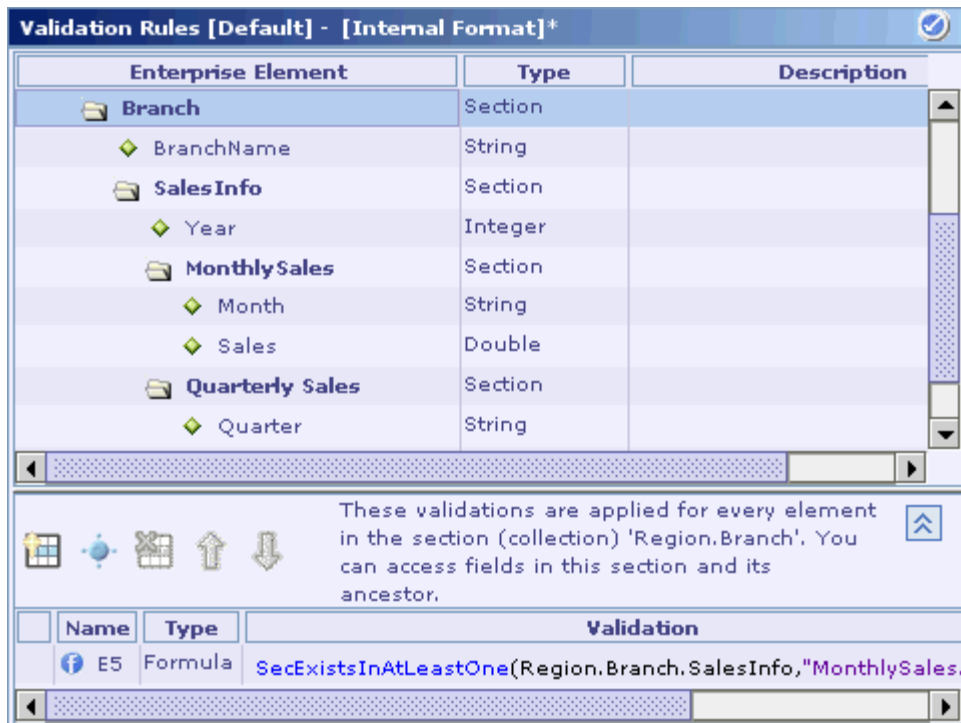 Validation Rules [Default] - [Internal Format]*
Enterprise Element Type Description
Branch Section
BranchName String
SalesInfo Section
Year Integer
MonthlySales Section
Month String
Sales Double
Quarterly Sales Section
Quarter String
These validations are applied for every element
in the section (collection) 'Region.Branch'. You
can access fields in this section and its
ancestor.
Name Type Validation
E5 Formula SecExistsInAtLeastOne(Region.Branch.SalesInfo,"MonthlySales.